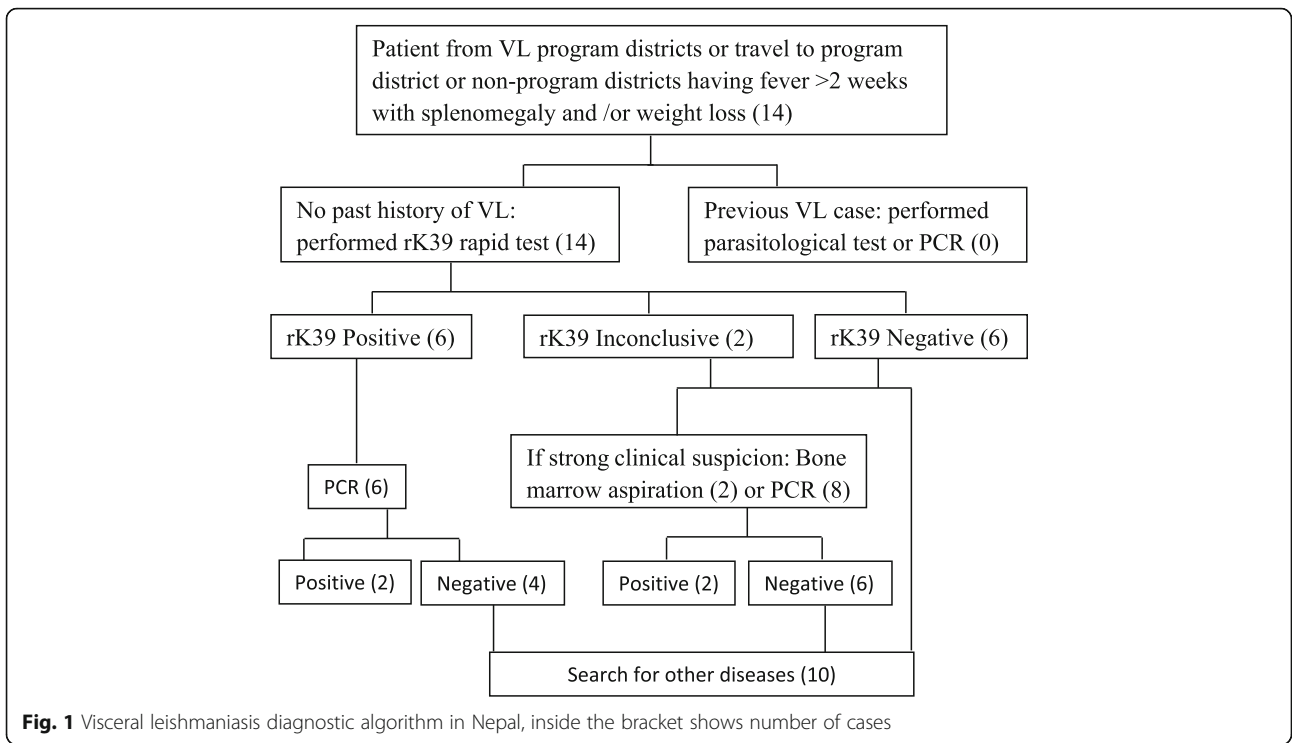 Patient from VL program districts or travel to program
district or non-program districts having fever >2 weeks
with splenomegaly and /or weight loss (14)
No past history of VL:
performed rK39 rapid test (14)
Previous VL case: performed
parasitological test or PCR (0)
rK39 Positive (6)
rK39 Inconclusive (2)
rK39 Negative (6)
If strong clinical suspicion: Bone
marrow aspiration (2) or PCR (8)
PCR (6)
Positive (2)
Negative (4)
Positive (2)
Negative (6)
Search for other diseases (10)
Fig. 1 Visceral leishmaniasis diagnostic algorithm in Nepal, inside the bracket shows number of cases